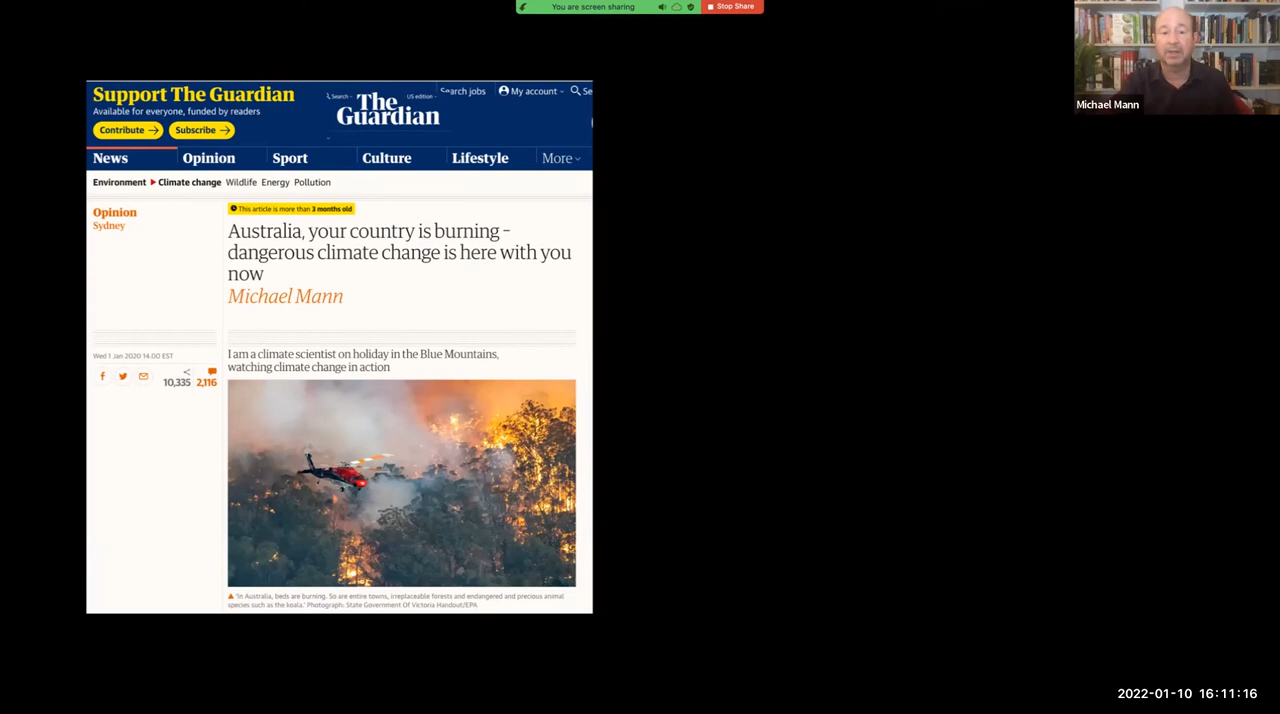 You are screen sharing
Stop Share
Michael Mann
Support The Guardian
Available for everyone, funded by readers
Contribute →
Subscribe →
Search
US edition
The
Guardian
Search jobs
My account
Se
News
Opinion
Sport
Culture
Lifestyle
More
Environment
Climate change
Wildlife
Energy
Pollution
Opinion
Sydney
This article is more than 3 months old
Australia, your country is burning –
dangerous climate change is here with you
now
Michael Mann
Wed 1 Jan 2020 14.00 EST
10,335
2,116
I am a climate scientist on holiday in the Blue Mountains,
watching climate change in action
'In Australia, beds are burning. So are entire towns, irreplaceable forests and endangered and precious animal
species such as the koala.' Photograph: State Government Of Victoria Handout/EPA
2022-01-10 16:11:16